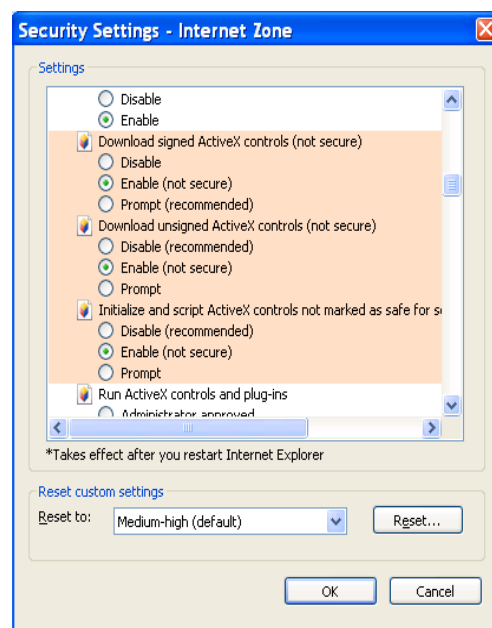 Security Settings - Internet Zone
Settings
Disable
Enable
Download signed ActiveX controls (not secure)
Disable
Enable (not secure)
Prompt (recommended)
Download unsigned ActiveX controls (not secure)
Disable (recommended)
Enable (not secure)
Prompt
Initialize and script ActiveX controls not marked as safe for
Disable (recommended)
Enable (not secure)
Prompt
Run ActiveX controls and plug-ins
Administrator approved
*Takes effect after you restart Internet Explorer
Reset custom settings
Reset to:
Medium-high (default)
Reset...
OK
Cancel